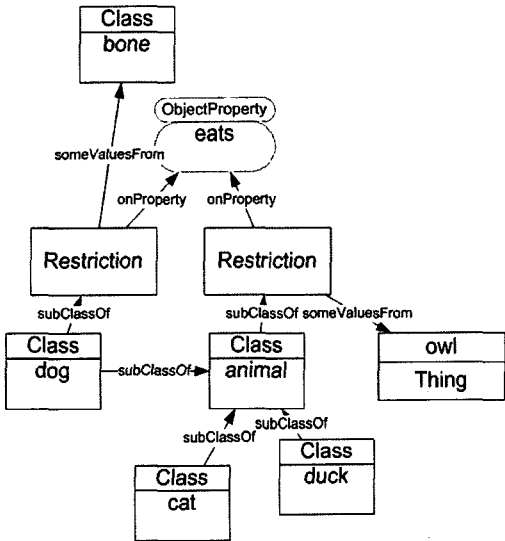 Class
bone
ObjectProperty
eats
someValuesFrom
onProperty
onProperty
Restriction
Restriction
subClassOf
subClassOf
someValuesFrom
Class
dog
subClassOf
Class
animal
owl
Thing
subClassOf
subClassOf
Class
cat
Class
duck